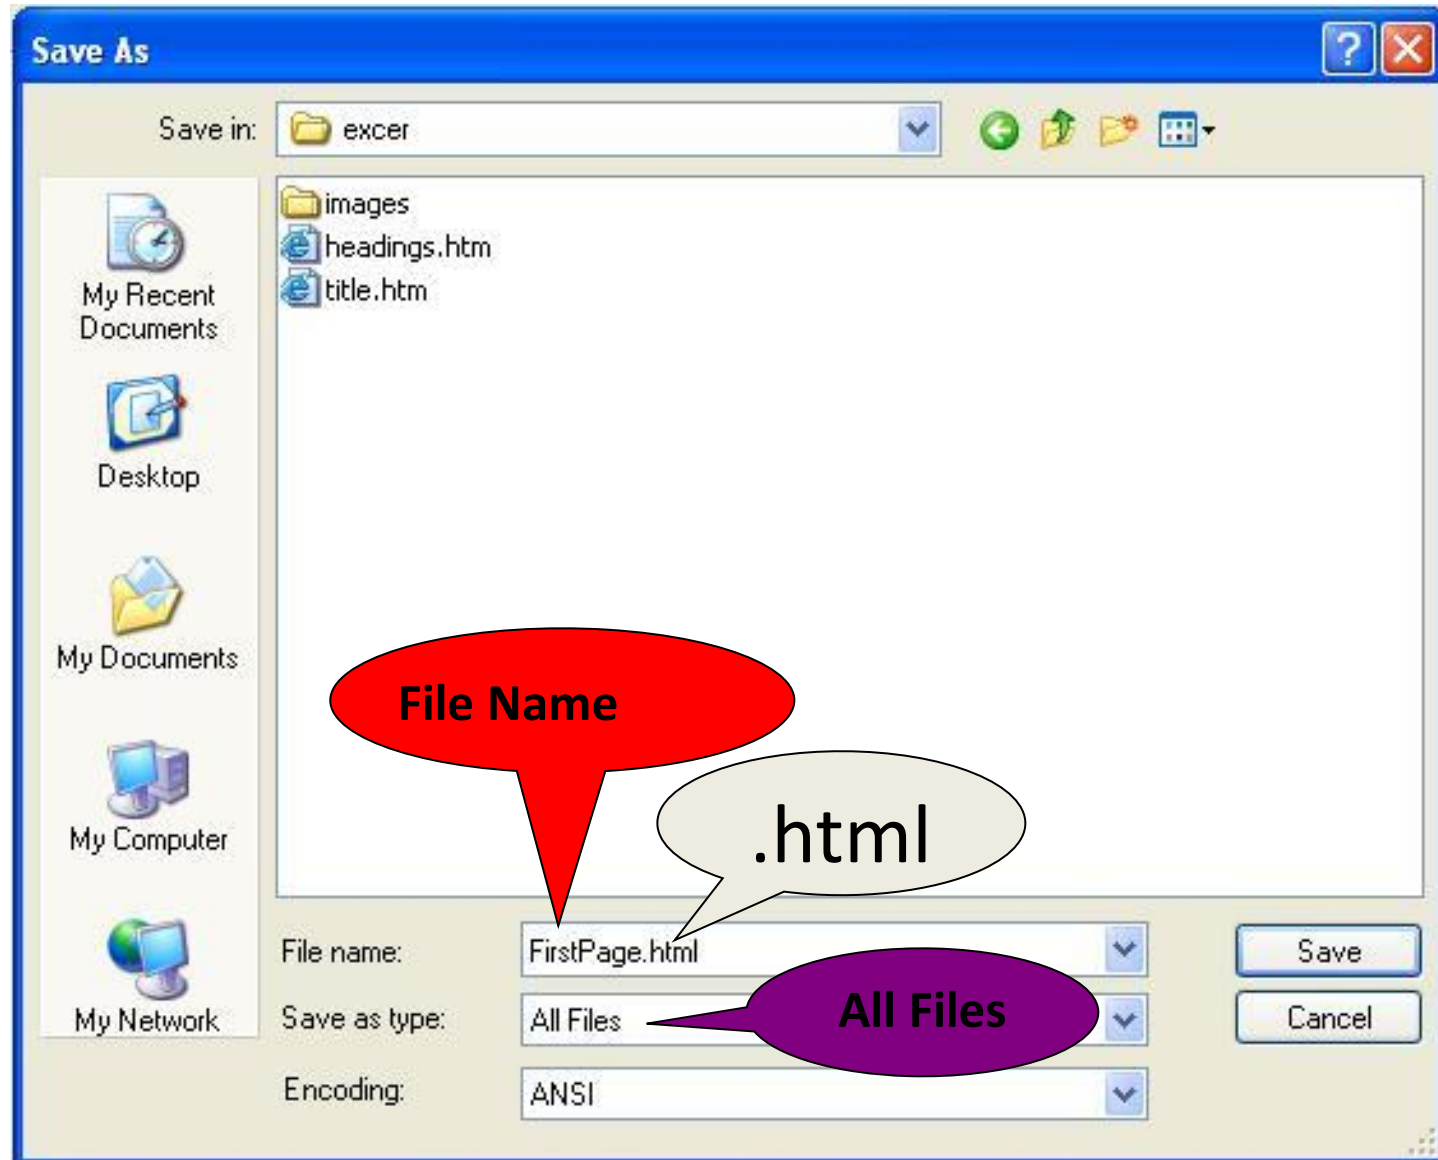 Save As
Save in:
excer
images
headings.htm
title.htm
My Recent
Documents
Desktop
My Documents
My Computer
My Network
File Name
.html
File name:
FirstPage.html
Save
Save as type:
All Files
All Files
Cancel
Encoding:
ANSI